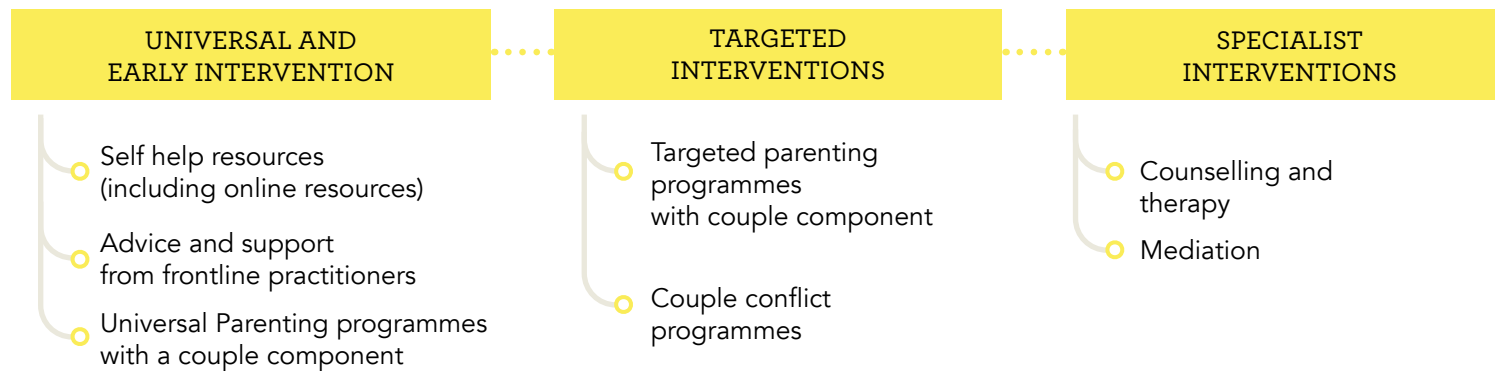 UNIVERSAL AND
EARLY INTERVENTION
Self help resources
(including online resources)
Advice and support
from frontline practitioners
Universal Parenting programmes
with a couple component
TARGETED
INTERVENTIONS
Targeted parenting
programmes
with couple component
Couple conflict
programmes
SPECIALIST
INTERVENTIONS
Counselling and
therapy
Mediation